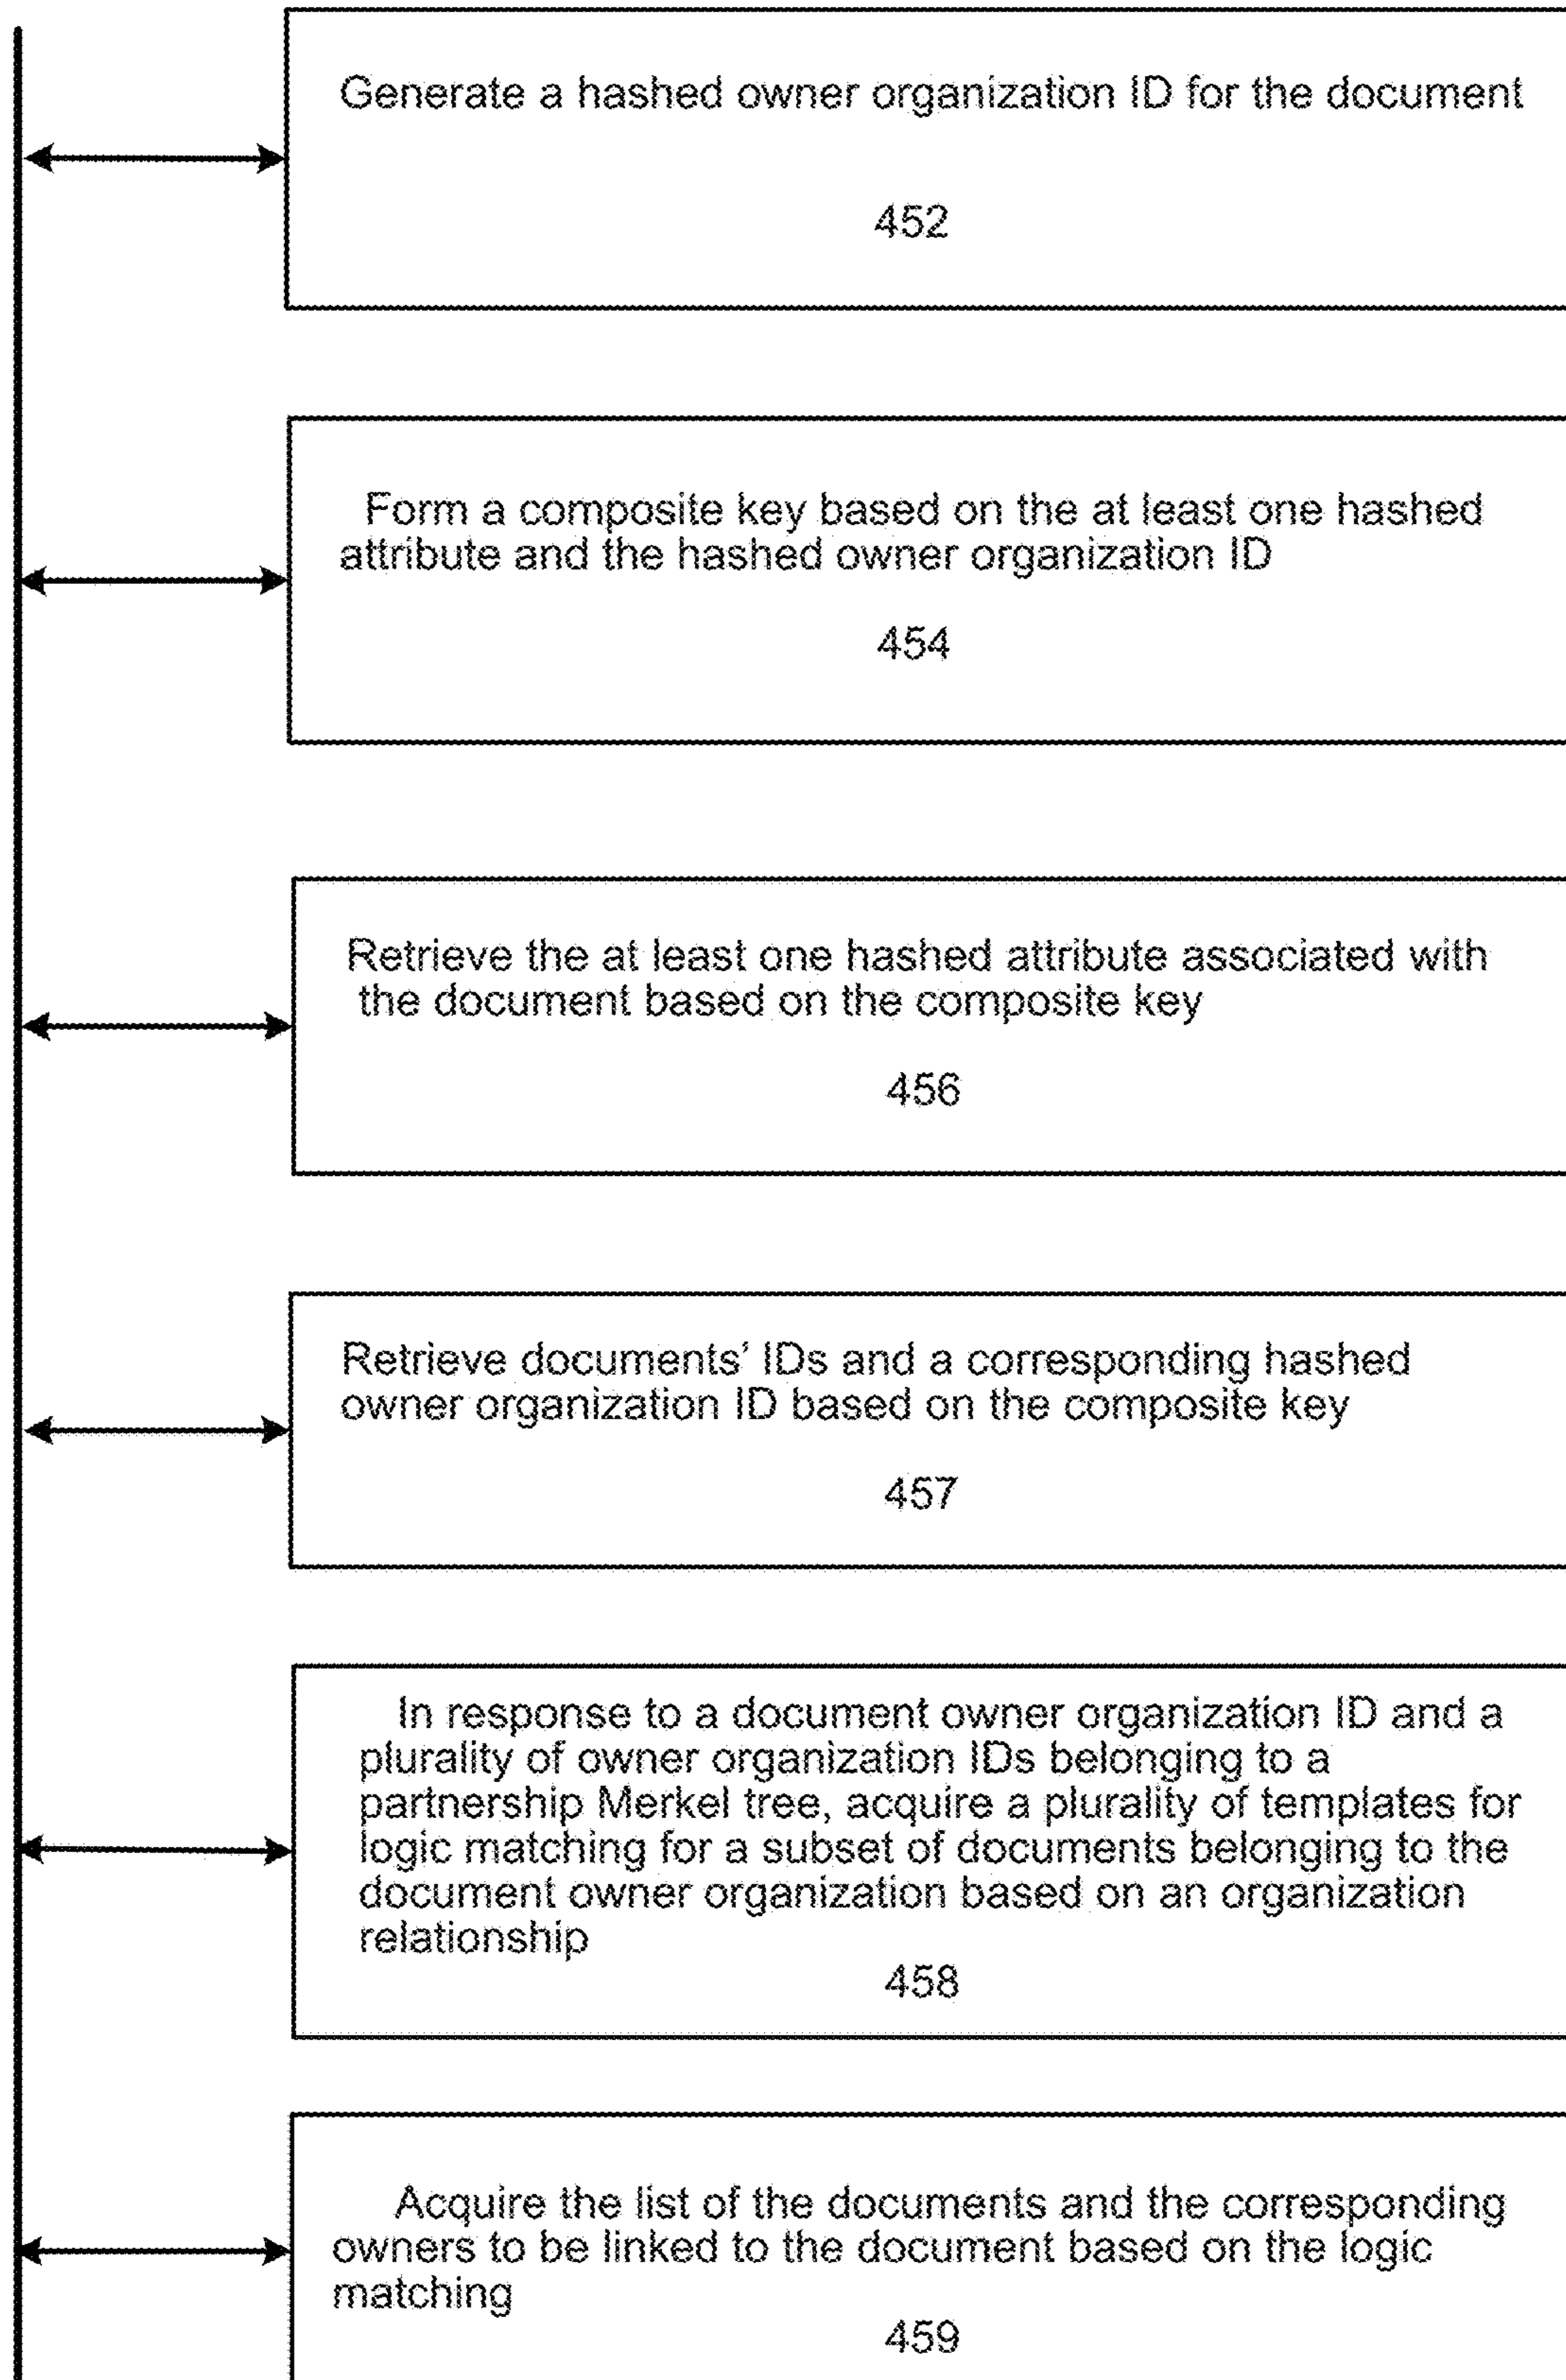 Generate a hashed owner organization ID for the document
452
Form a composite key based on the at least one hashed
attribute and the hashed owner organization ID
454
Retrieve the at least one hashed attribute associated with
the document based on the composite key
456
Retrieve documents’ IDs and a corresponding hashed
owner organization ID based on the composite key
457
In response to a document owner organization ID and a
plurality of owner organization IDs belonging to a
partnership Merkel tree, acquire a plurality of templates for
logic matching for a subset of documents belonging to the
document owner organization based on an organization
relationship
458
Acquire the list of the documents and the corresponding
owners to be linked to the document based on the logic
matching
459